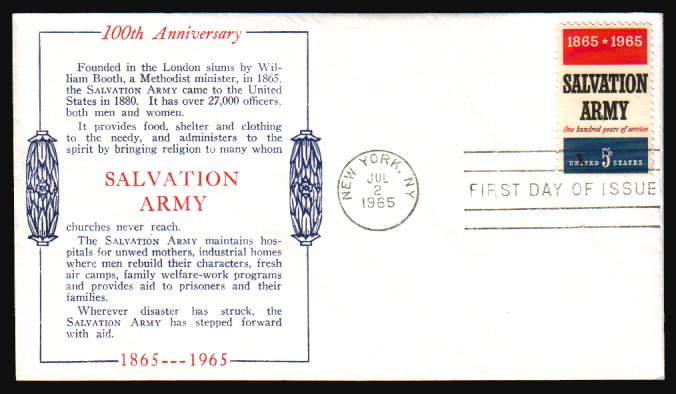 100th Anniversary
Founded in the London slums by Wil-
liam Booth, a Methodist minister, in 1865,
the SALVATION ARMY came to the United
States in 1880. It has over 27,000 officers,
both men and women.
It provides food, shelter and clothing
to the needy, and administers to the
spirit by bringing religion to many whom
SALVATION
ARMY
churches never reach.
The SALVATION ARMY maintains hos-
pitals for unwed mothers, industrial homes
where men rebuild their characters, fresh
air camps, family welfare-work programs
and provides aid to prisoners and their
families.
Wherever disaster has struck, the
SALVATION ARMY has stepped forward
with aid.
1865---1965
NEW YORK, NY
JUL
2
1965
1865 ★ 1965
SALVATION
ARMY
One hundred years of service
UNITED 5c STATES
FIRST DAY OF ISSUE